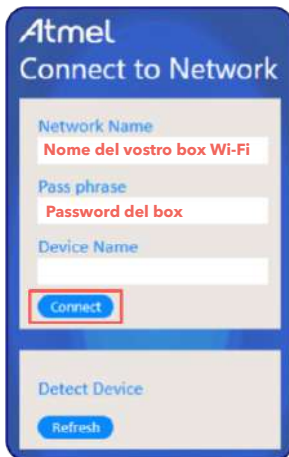 Atmel
Connect to Network
Network Name
Nome del vostro box Wi-Fi
Pass phrase
Password del box
Device Name
Connect
Detect Device
Refresh